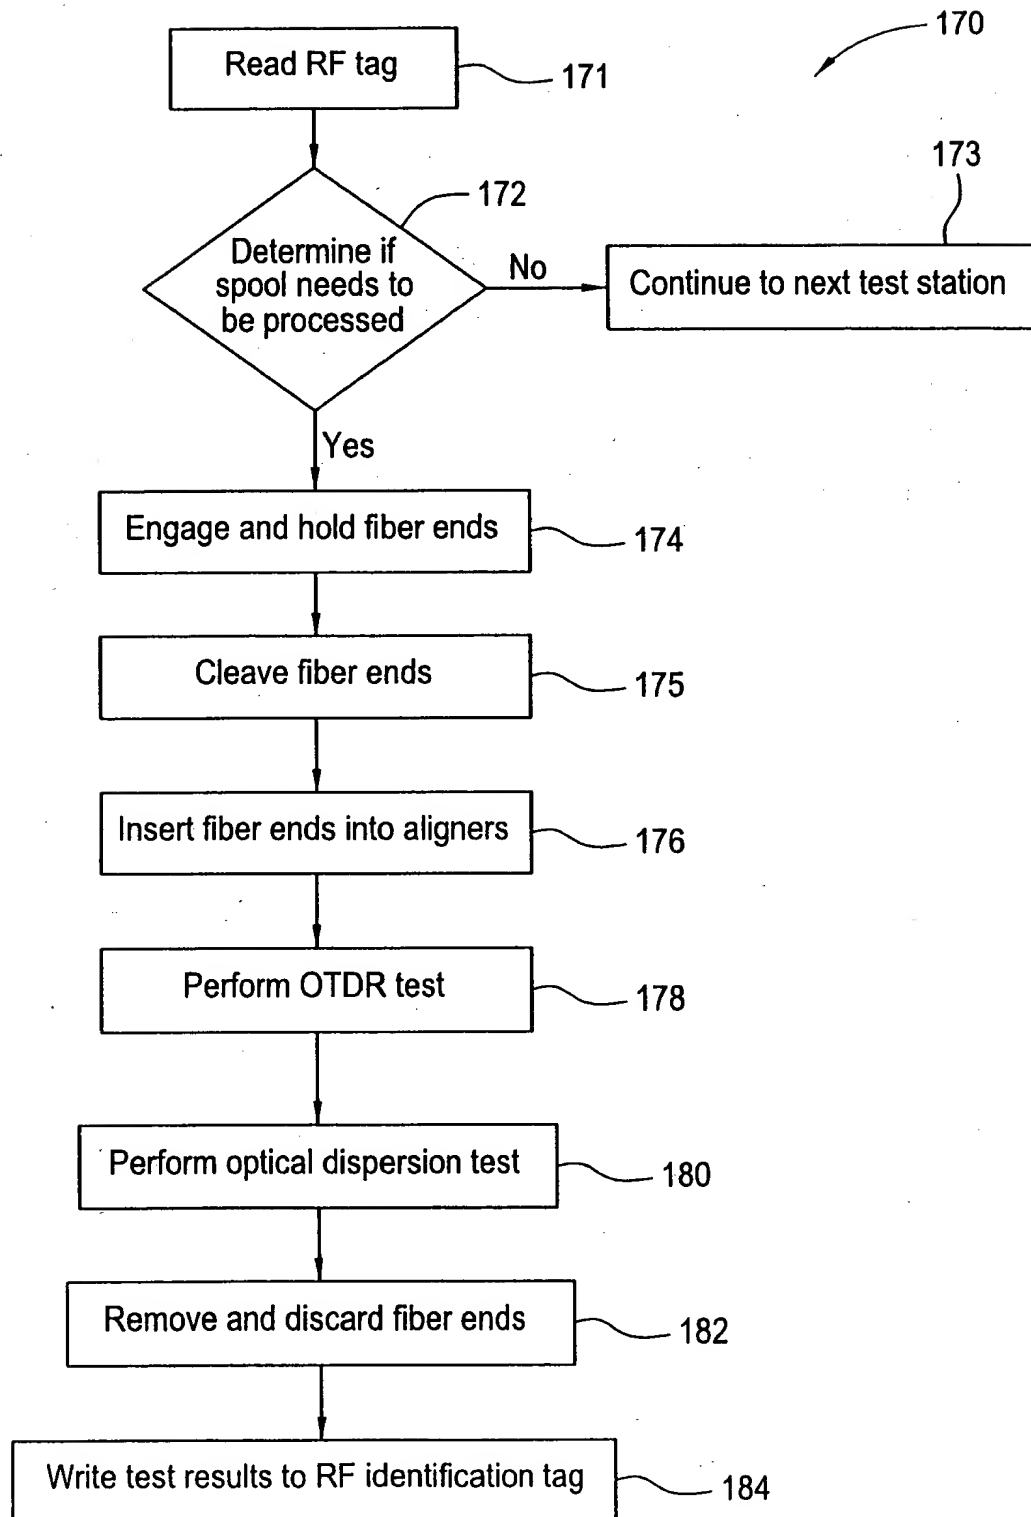 170
Read RF tag
171
173
172
Determine if
spool needs to
be processed
No
Continue to next test station
Yes
Engage and hold fiber ends
174
Cleave fiber ends
175
Insert fiber ends into aligners
176
Perform OTDR test
178
Perform optical dispersion test
180
Remove and discard fiber ends
182
Write test results to RF identification tag
184